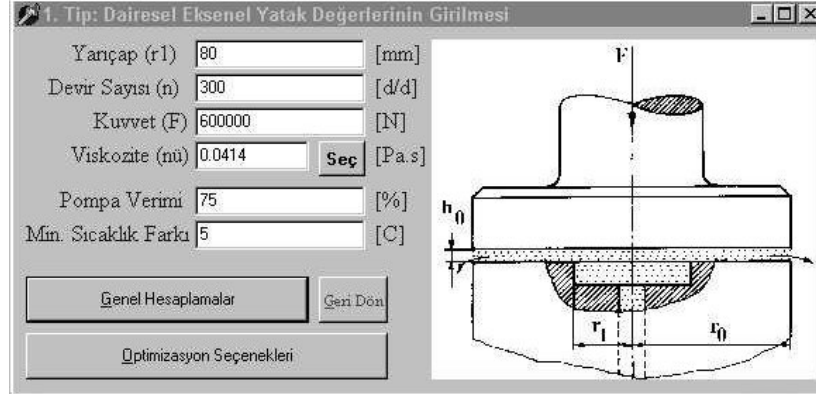 1. Tip: Dairesel Eksenel Yatak Değerlerinin Girilmesi
Yarıçap (r1) 80 [mm]
Devir Sayısı (n) 300 [d/d]
Kuvvet (F) 600000 [N]
Viskozite (nü) 0.0414 Seç [Pa.s]
Pompa Verimi 75 [%]
Min. Sıcaklık Farkı 5 [C]
Genel Hesaplamalar Geri Dön
Optimizasyon Seçenekleri
F
h0
r1 r0